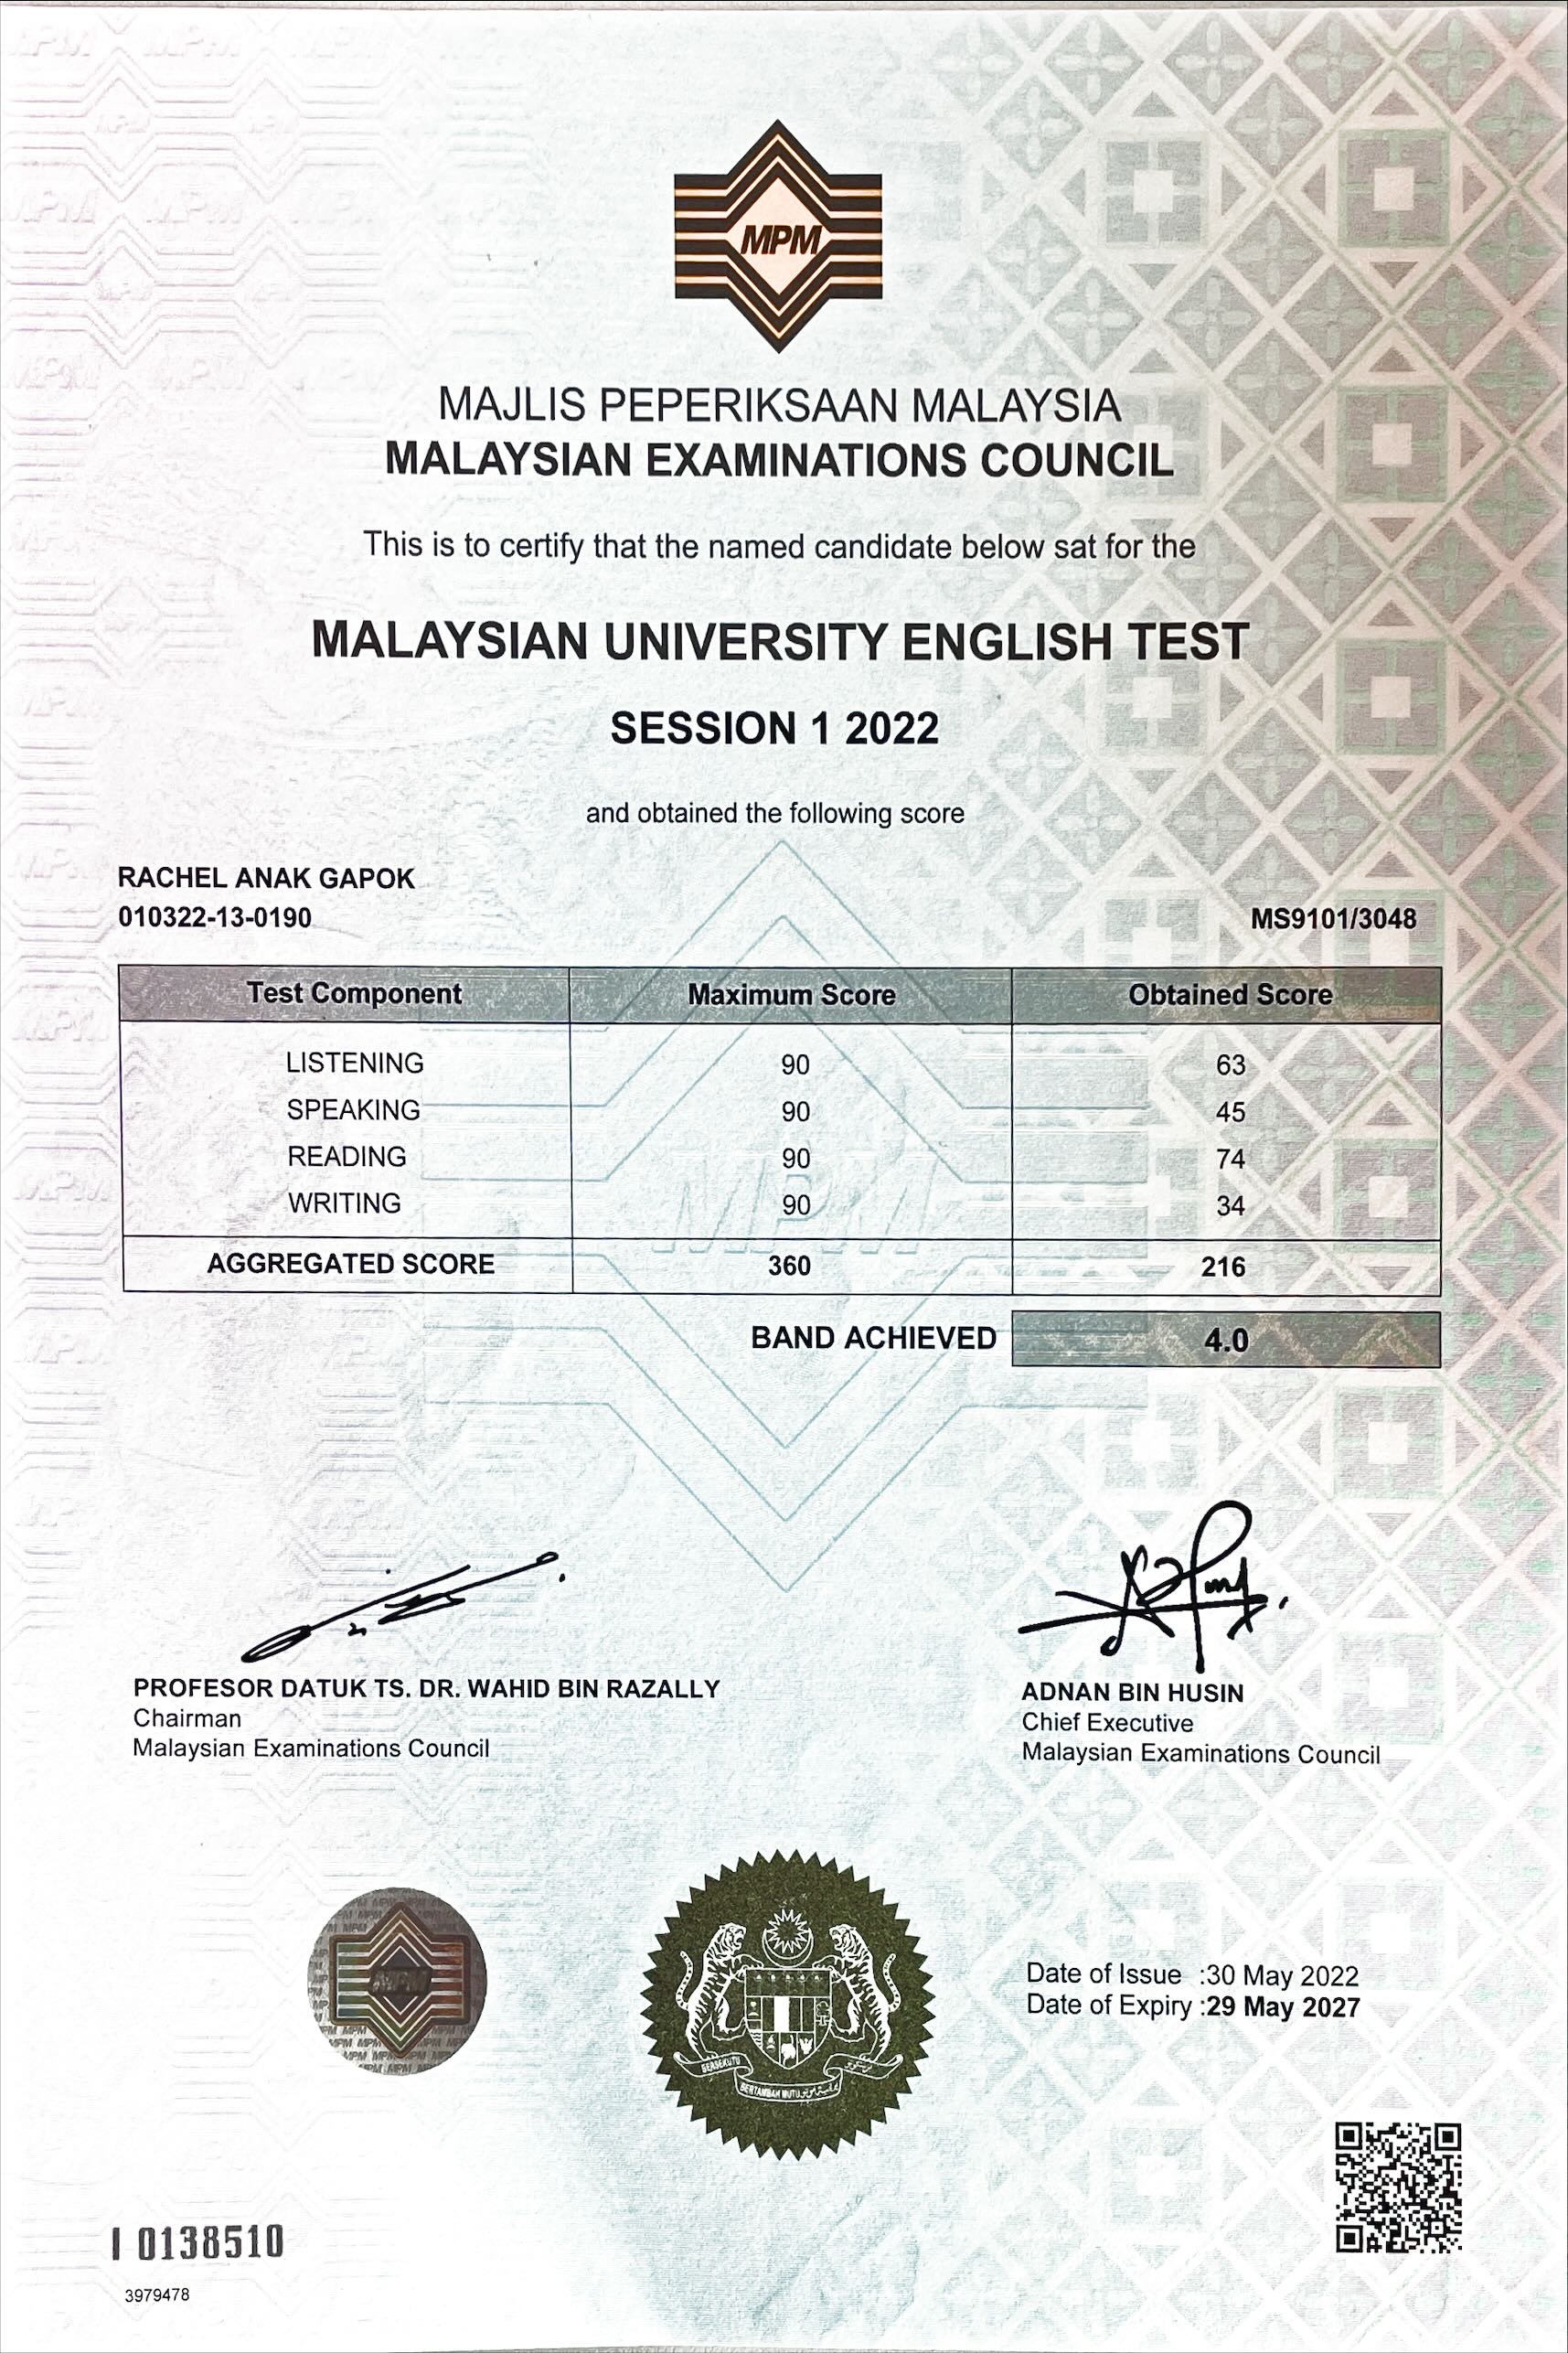 MPM
MAJLIS PEPERIKSAAN MALAYSIA
MALAYSIAN EXAMINATIONS COUNCIL
This is to certify that the named candidate below sat for the
MALAYSIAN UNIVERSITY ENGLISH TEST
SESSION 1 2022
and obtained the following score
RACHEL ANAK GAPOK
010322-13-0190 MS9101/3048
Test Component Maximum Score Obtained Score
LISTENING 90 63
SPEAKING 90 45
READING 90 74
WRITING 90 34
AGGREGATED SCORE 360 216
BAND ACHIEVED 4.0
PROFESOR DATUK TS. DR. WAHID BIN RAZALLY
Chairman
Malaysian Examinations Council
ADNAN BIN HUSIN
Chief Executive
Malaysian Examinations Council
MPM
BERSEKUTU
BERTAMBAH MUTU
Date of Issue :30 May 2022
Date of Expiry :29 May 2027
I 0138510
3979478